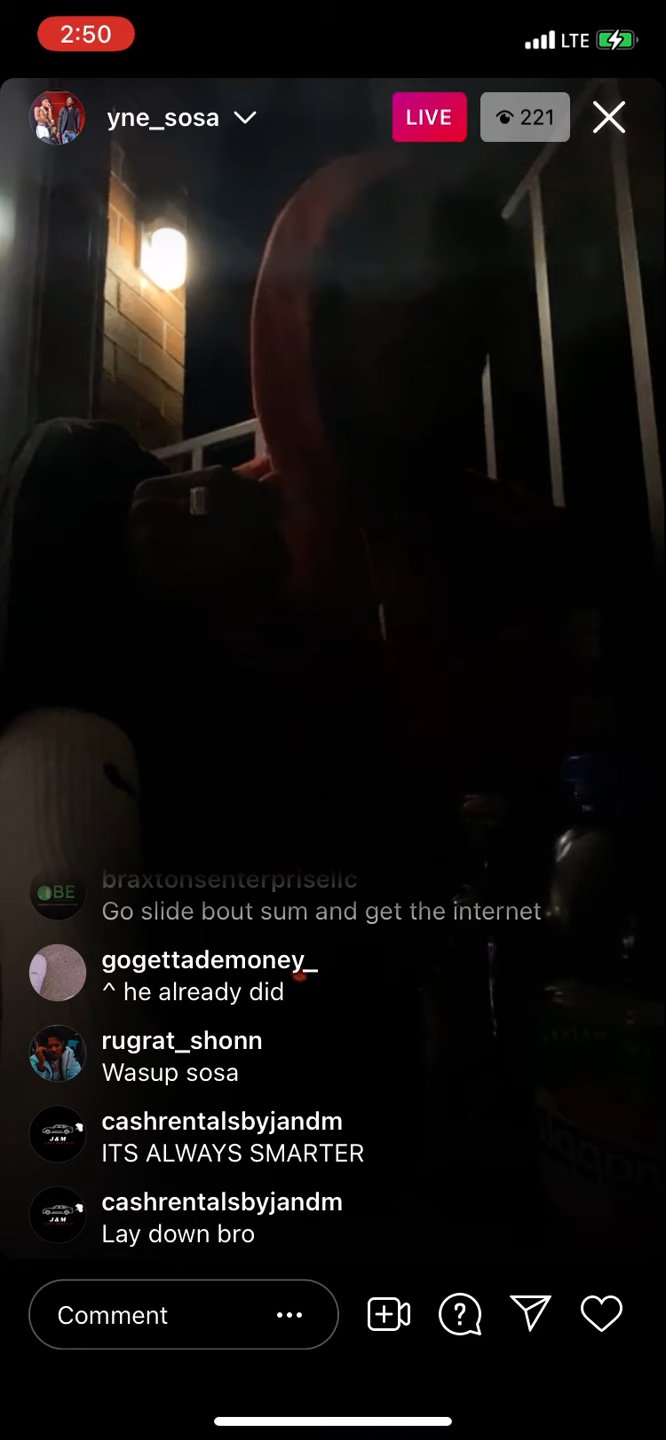 2:50
LTE
yne_sosa
LIVE
221
braxtonsenterprisellc
BE
Go slide bout sum and get the internet
gogettademoney_
^ he already did
rugrat_shonn
Wasup sosa
cashrentalsbyjandm
J&M
ITS ALWAYS SMARTER
cashrentalsbyjandm
J&M
Lay down bro
Comment